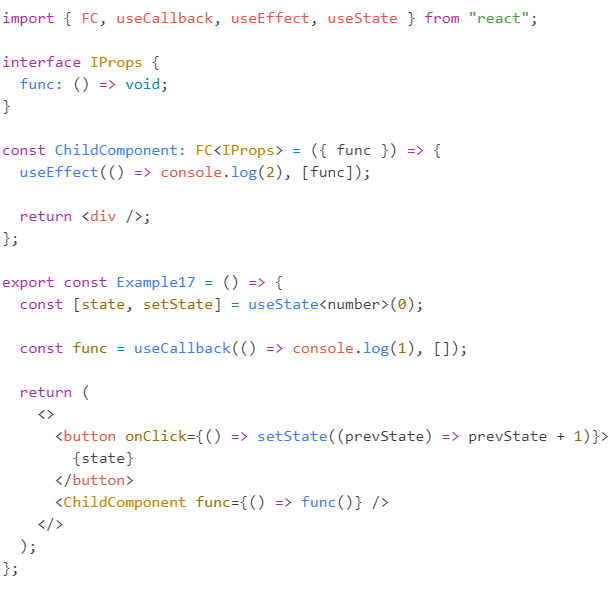 import { FC, useCallback, useEffect, useState } from "react";

interface IProps {
  func: () => void;
}

const ChildComponent: FC<IProps> = ({ func }) => {
  useEffect(() => console.log(2), [func]);

  return <div />;
};

export const Example17 = () => {
  const [state, setState] = useState<number>(0);

  const func = useCallback(() => console.log(1), []);

  return (
    <>
      <button onClick={() => setState((prevState) => prevState + 1)}>
        {state}
      </button>
      <ChildComponent func={() => func()} />
    </>
  );
};